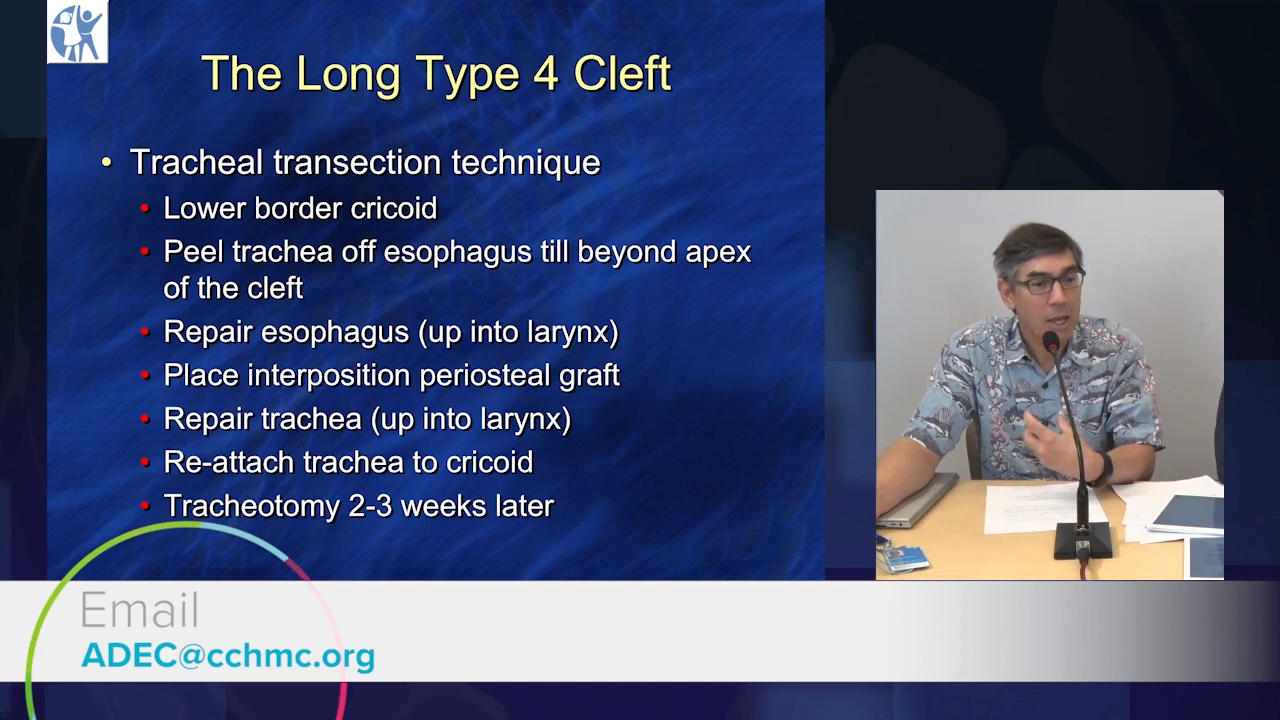 The Long Type 4 Cleft
• Tracheal transection technique
• Lower border cricoid
• Peel trachea off esophagus till beyond apex
of the cleft
• Repair esophagus (up into larynx)
• Place interposition periosteal graft
• Repair trachea (up into larynx)
• Re-attach trachea to cricoid
• Tracheotomy 2-3 weeks later
Email
ADEC@cchmc.org